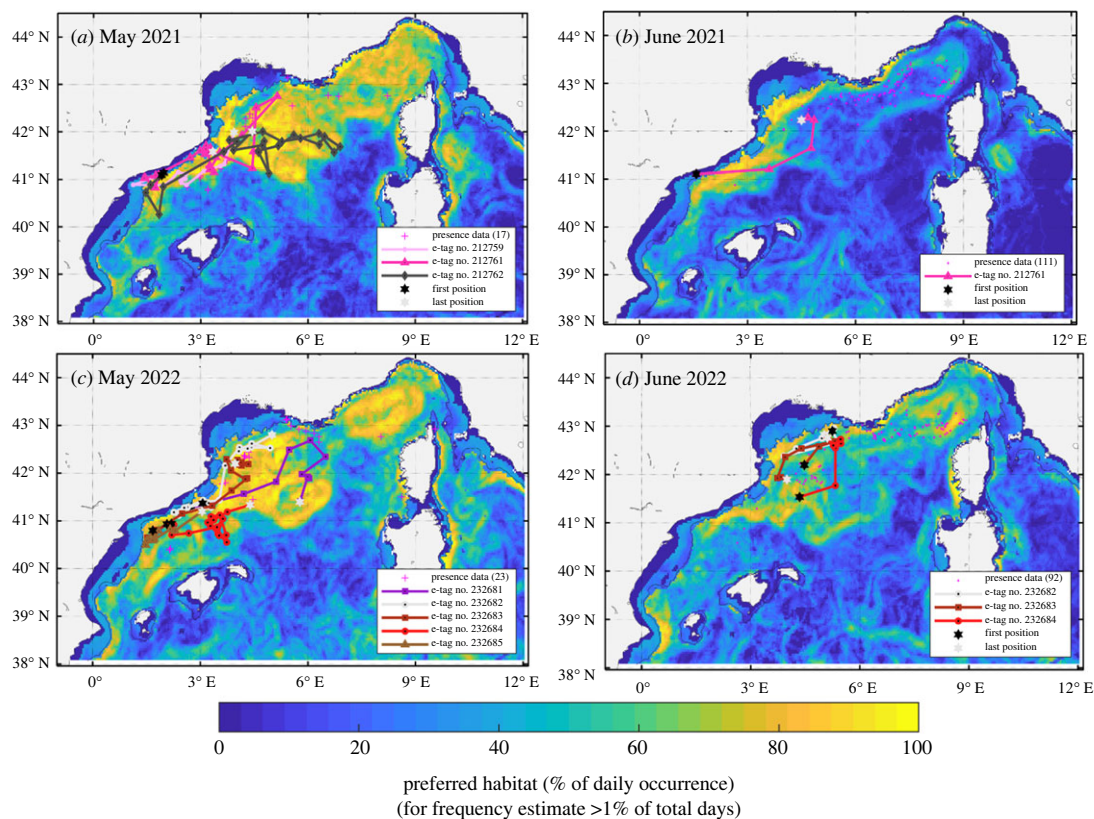 (a) May 2021
44° N
43° N
42° N
41° N
40° N
39° N
38° N
0°
3° E
6° E
9° E
12° E
presence data (17)
e-tag no. 212759
e-tag no. 212761
e-tag no. 212762
first position
last position
(b) June 2021
44° N
43° N
42° N
41° N
40° N
39° N
38° N
0°
3° E
6° E
9° E
12° E
presence data (111)
e-tag no. 212761
first position
last position
(c) May 2022
44° N
43° N
42° N
41° N
40° N
39° N
38° N
0°
3° E
6° E
9° E
12° E
presence data (23)
e-tag no. 232681
e-tag no. 232682
e-tag no. 232683
e-tag no. 232684
e-tag no. 232685
(d) June 2022
44° N
43° N
42° N
41° N
40° N
39° N
38° N
0°
3° E
6° E
9° E
12° E
presence data (92)
e-tag no. 232682
e-tag no. 232683
e-tag no. 232684
first position
last position
0 20 40 60 80 100
preferred habitat (% of daily occurrence)
(for frequency estimate >1% of total days)